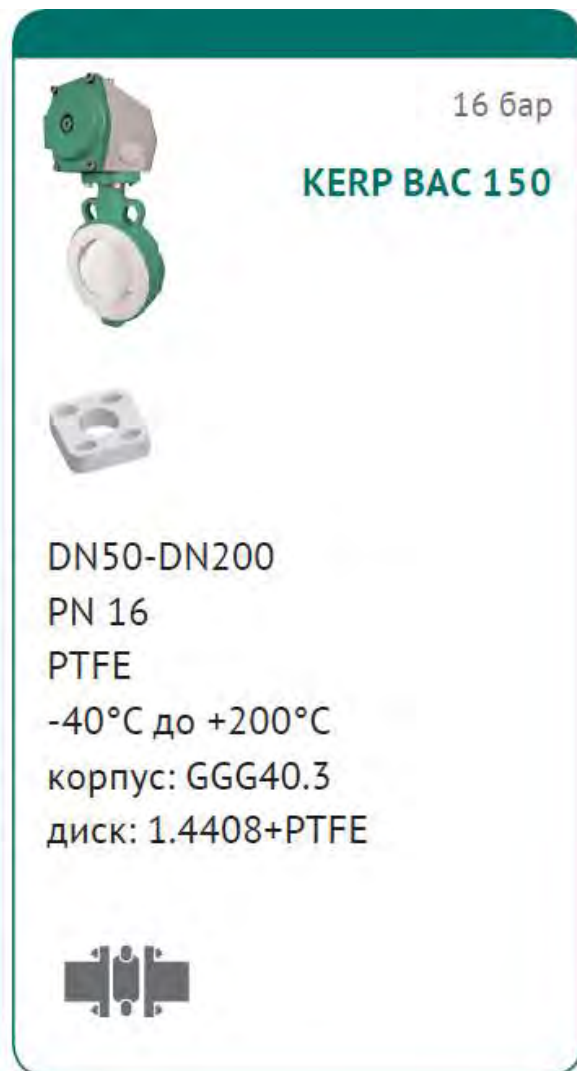 16 бар
KERP BAC 150
DN50-DN200
PN 16
PTFE
-40°C до +200°C
корпус: GGG40.3
диск: 1.4408+PTFE